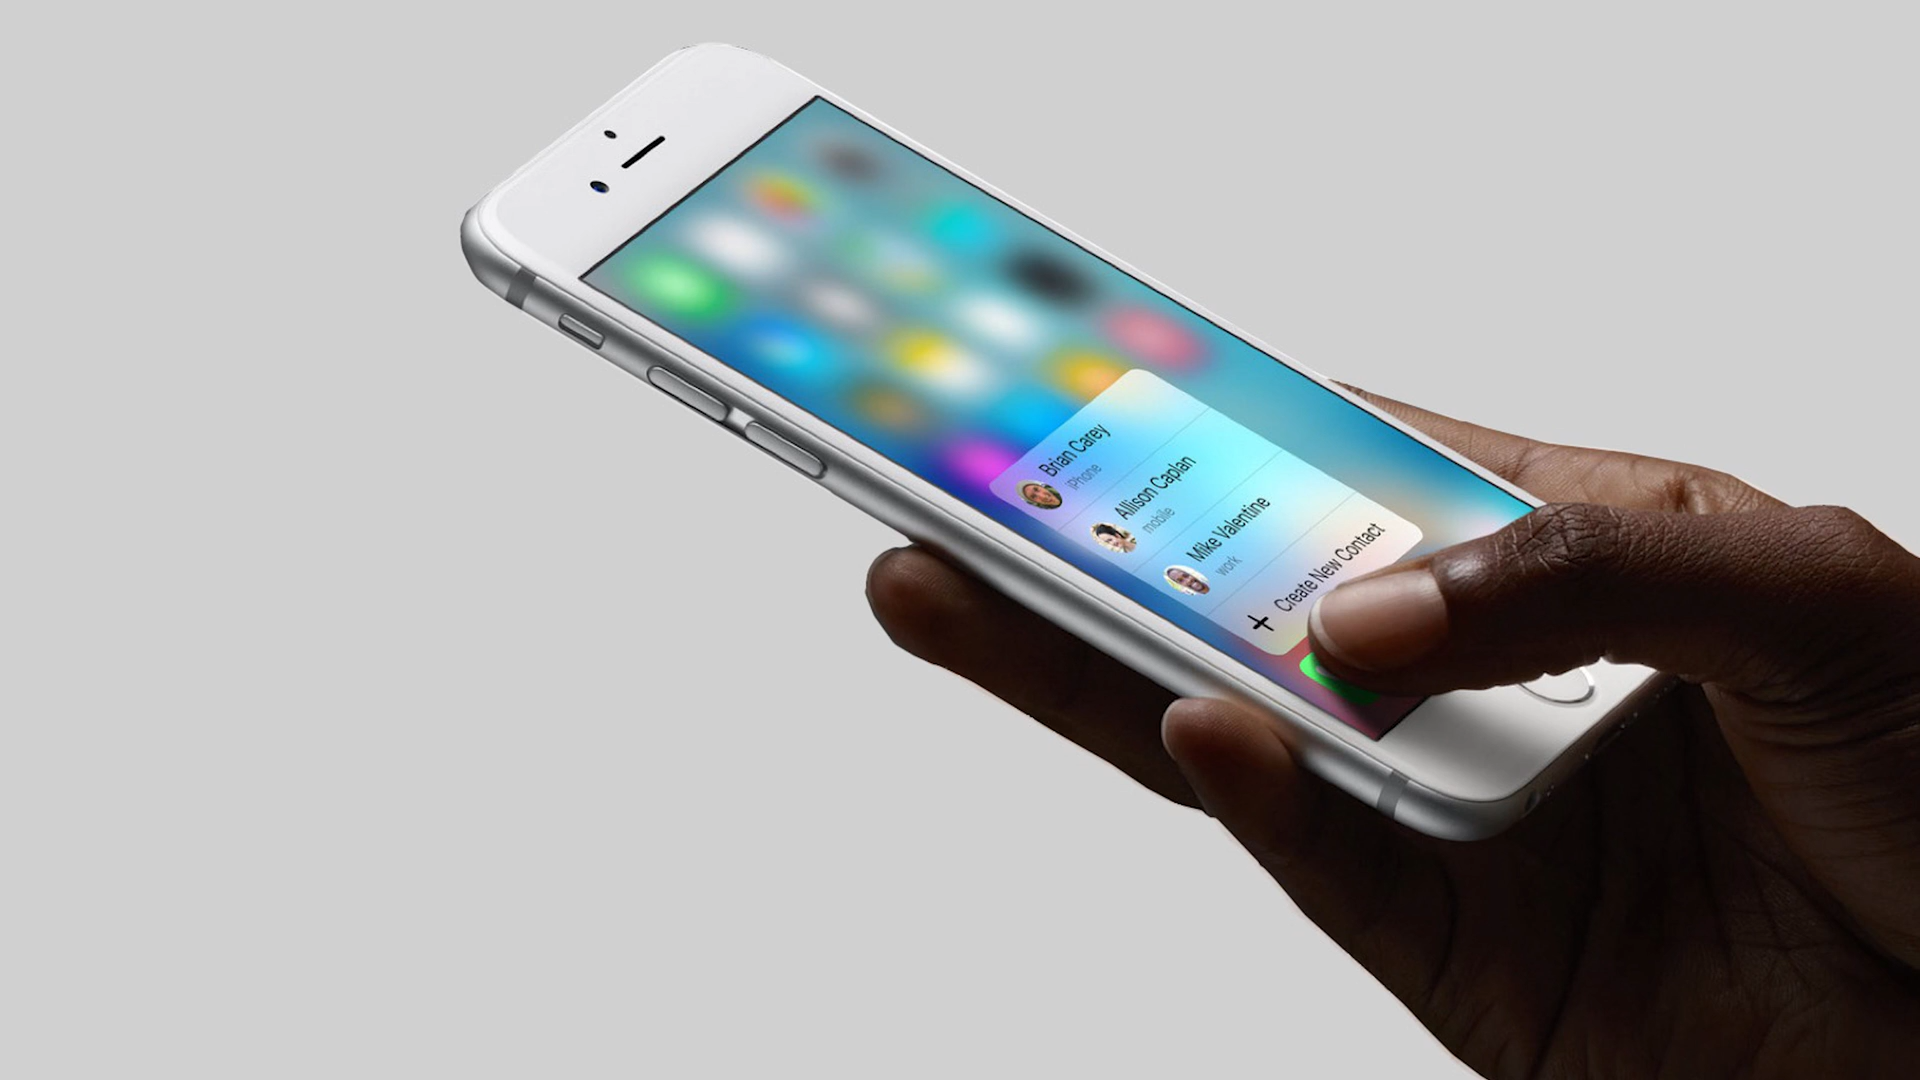 Brian Carey
iPhone
Allison Caplan
mobile
Mike Valentine
work
Create New Contact